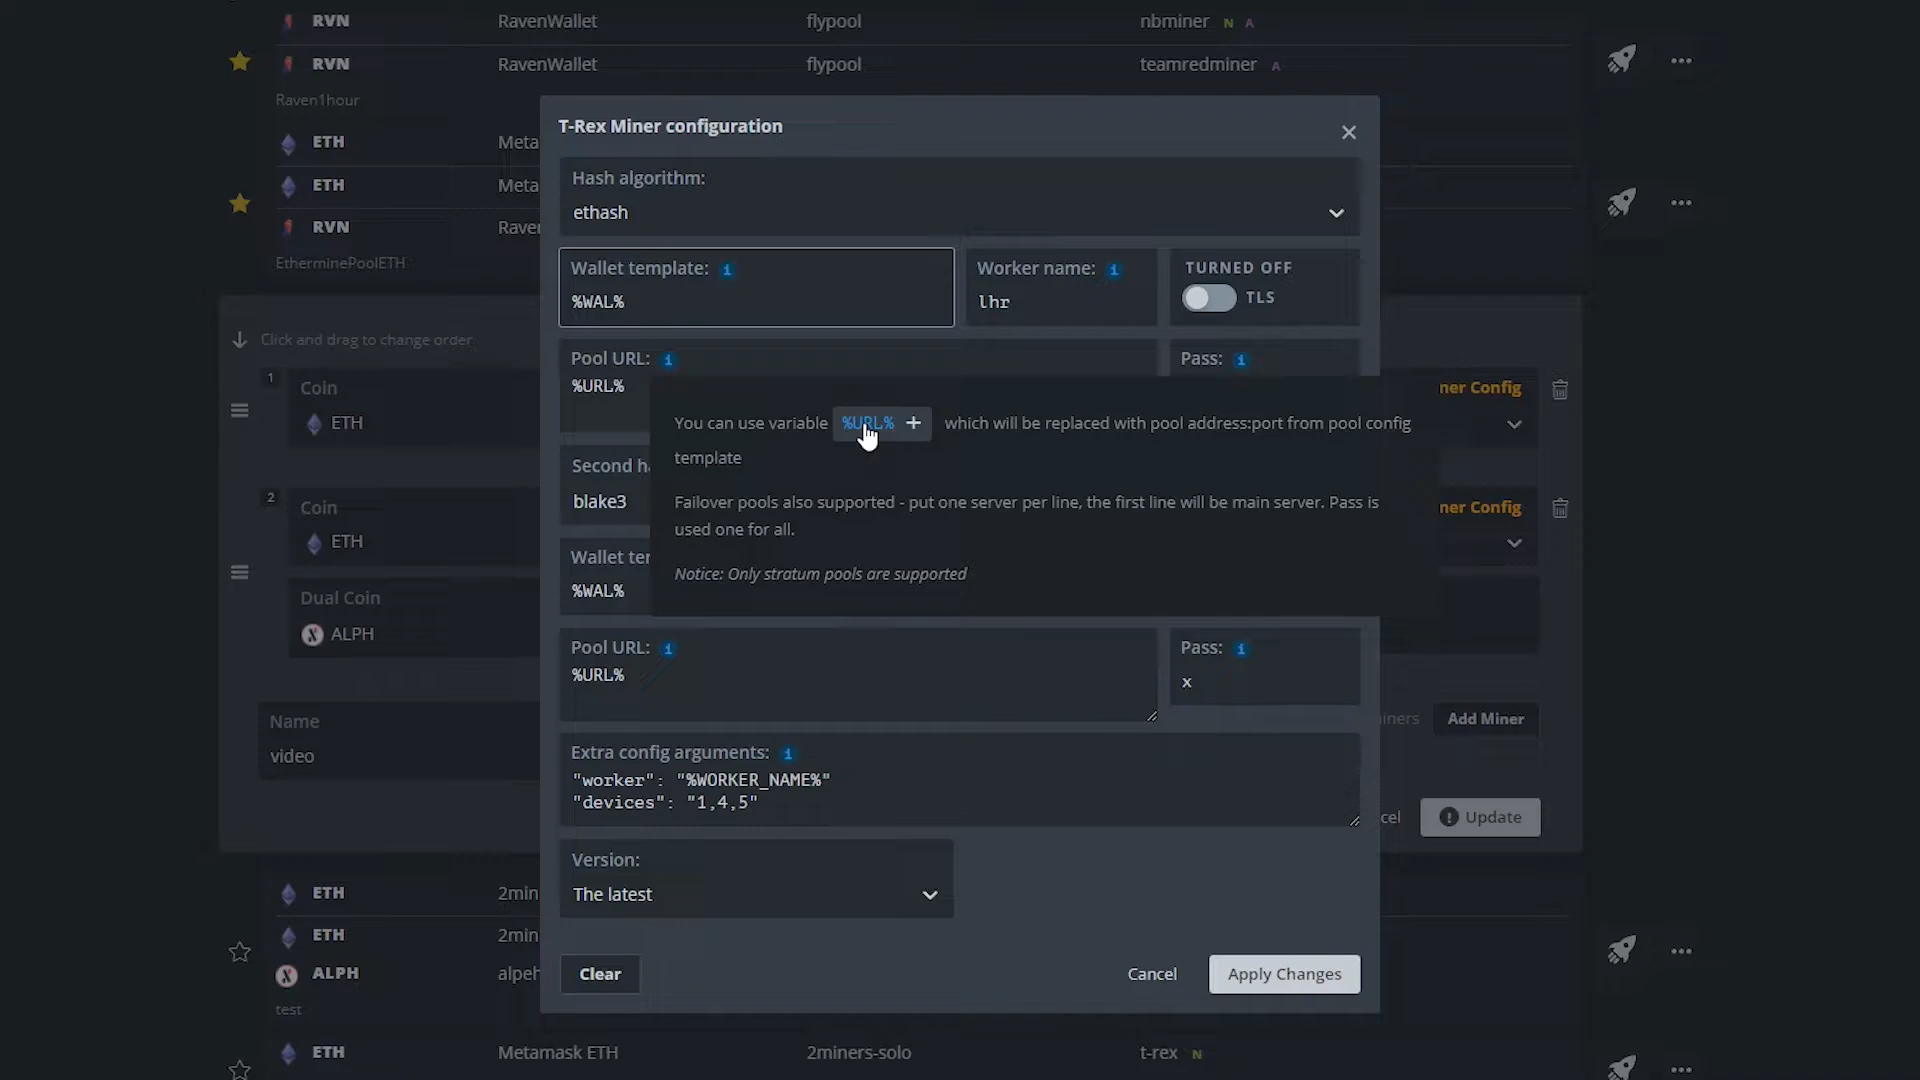 RVN RavenWallet flypool nbminer N A
RVN RavenWallet flypool teamredminer A
Raven1hour
ETH Meta
ETH Meta
RVN Raver
EtherminePoolETH
T-Rex Miner configuration
Hash algorithm:
ethash
Wallet template: i
%WAL%
Worker name: i
lhr
TURNED OFF
TLS
Pool URL: i
%URL%
Pass: i
You can use variable %URL% + which will be replaced with pool address:port from pool config
template
Failover pools also supported - put one server per line, the first line will be main server. Pass is
used one for all.
Notice: Only stratum pools are supported
Second ha
blake3
Wallet ter
%WAL%
Pool URL: i
%URL%
Pass: i
x
Extra config arguments: i
"worker": "%WORKER_NAME%"
"devices": "1,4,5"
Version:
The latest
Clear
Cancel
Apply Changes
Click and drag to change order
1
Coin
ETH
ner Config
2
Coin
ETH
ner Config
Dual Coin
ALPH
Name
video
iners
Add Miner
cel
Update
ETH 2min
ETH 2min
ALPH alpeh
test
ETH Metamask ETH 2miners-solo t-rex N